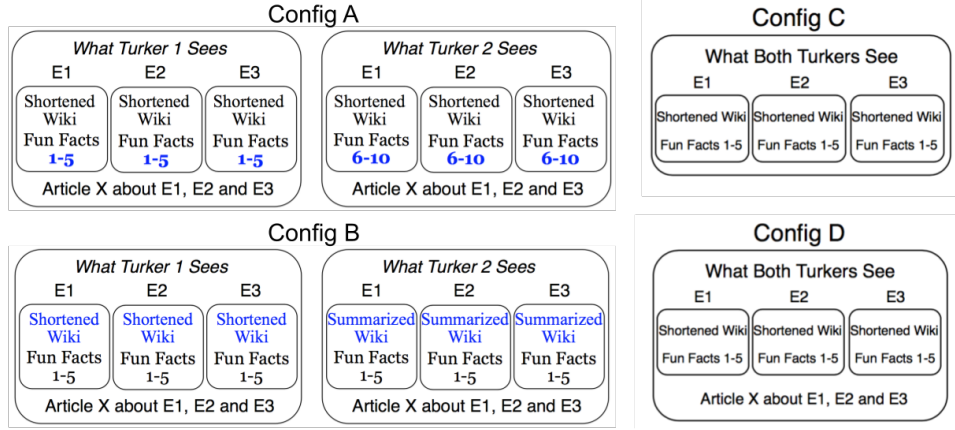 Config A
What Turker 1 Sees
E1 E2 E3
Shortened Shortened Shortened
Wiki Wiki Wiki
Fun Facts Fun Facts Fun Facts
1-5 1-5 1-5
Article X about E1, E2 and E3
What Turker 2 Sees
E1 E2 E3
Shortened Shortened Shortened
Wiki Wiki Wiki
Fun Facts Fun Facts Fun Facts
6-10 6-10 6-10
Article X about E1, E2 and E3
Config C
What Both Turkers See
E1 E2 E3
Shortened Wiki Shortened Wiki Shortened Wiki
Fun Facts 1-5 Fun Facts 1-5 Fun Facts 1-5
Config B
What Turker 1 Sees
E1 E2 E3
Shortened Shortened Shortened
Wiki Wiki Wiki
Fun Facts Fun Facts Fun Facts
1-5 1-5 1-5
Article X about E1, E2 and E3
What Turker 2 Sees
E1 E2 E3
Summarized Summarized Summarized
Wiki Wiki Wiki
Fun Facts Fun Facts Fun Facts
1-5 1-5 1-5
Article X about E1, E2 and E3
Config D
What Both Turkers See
E1 E2 E3
Shortened Wiki Shortened Wiki Shortened Wiki
Fun Facts 1-5 Fun Facts 1-5 Fun Facts 1-5
Article X about E1, E2 and E3